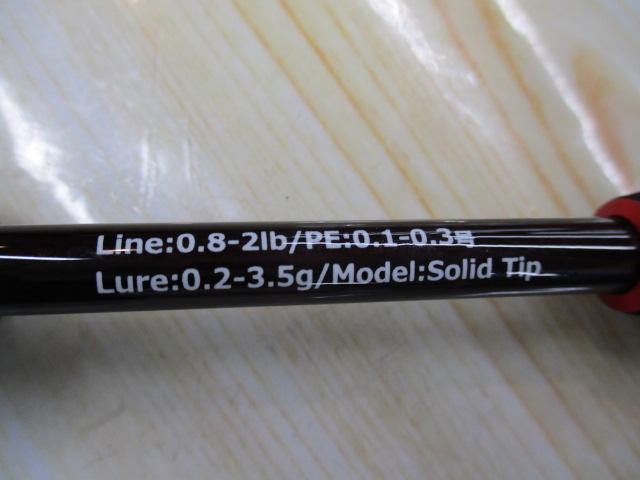 Line:0.8-2lb/PE:0.1-0.3号
Lure:0.2-3.5g/Model:Solid Tip